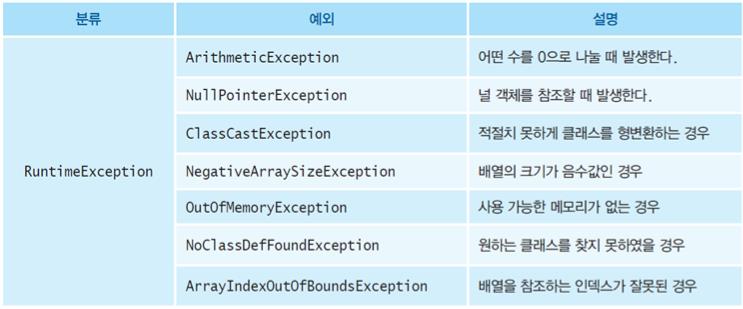 분류 예외 설명
ArithmeticException 어떤 수를 0으로 나눌 때 발생한다.
NullPointerException 널 객체를 참조할 때 발생한다.
ClassCastException 적절치 못하게 클래스를 형변환하는 경우
RuntimeException NegativeArraySizeException 배열의 크기가 음수값인 경우
OutOfMemoryException 사용 가능한 메모리가 없는 경우
NoClassDefFoundException 원하는 클래스를 찾지 못하였을 경우
ArrayIndexOutOfBoundsException 배열을 참조하는 인덱스가 잘못된 경우